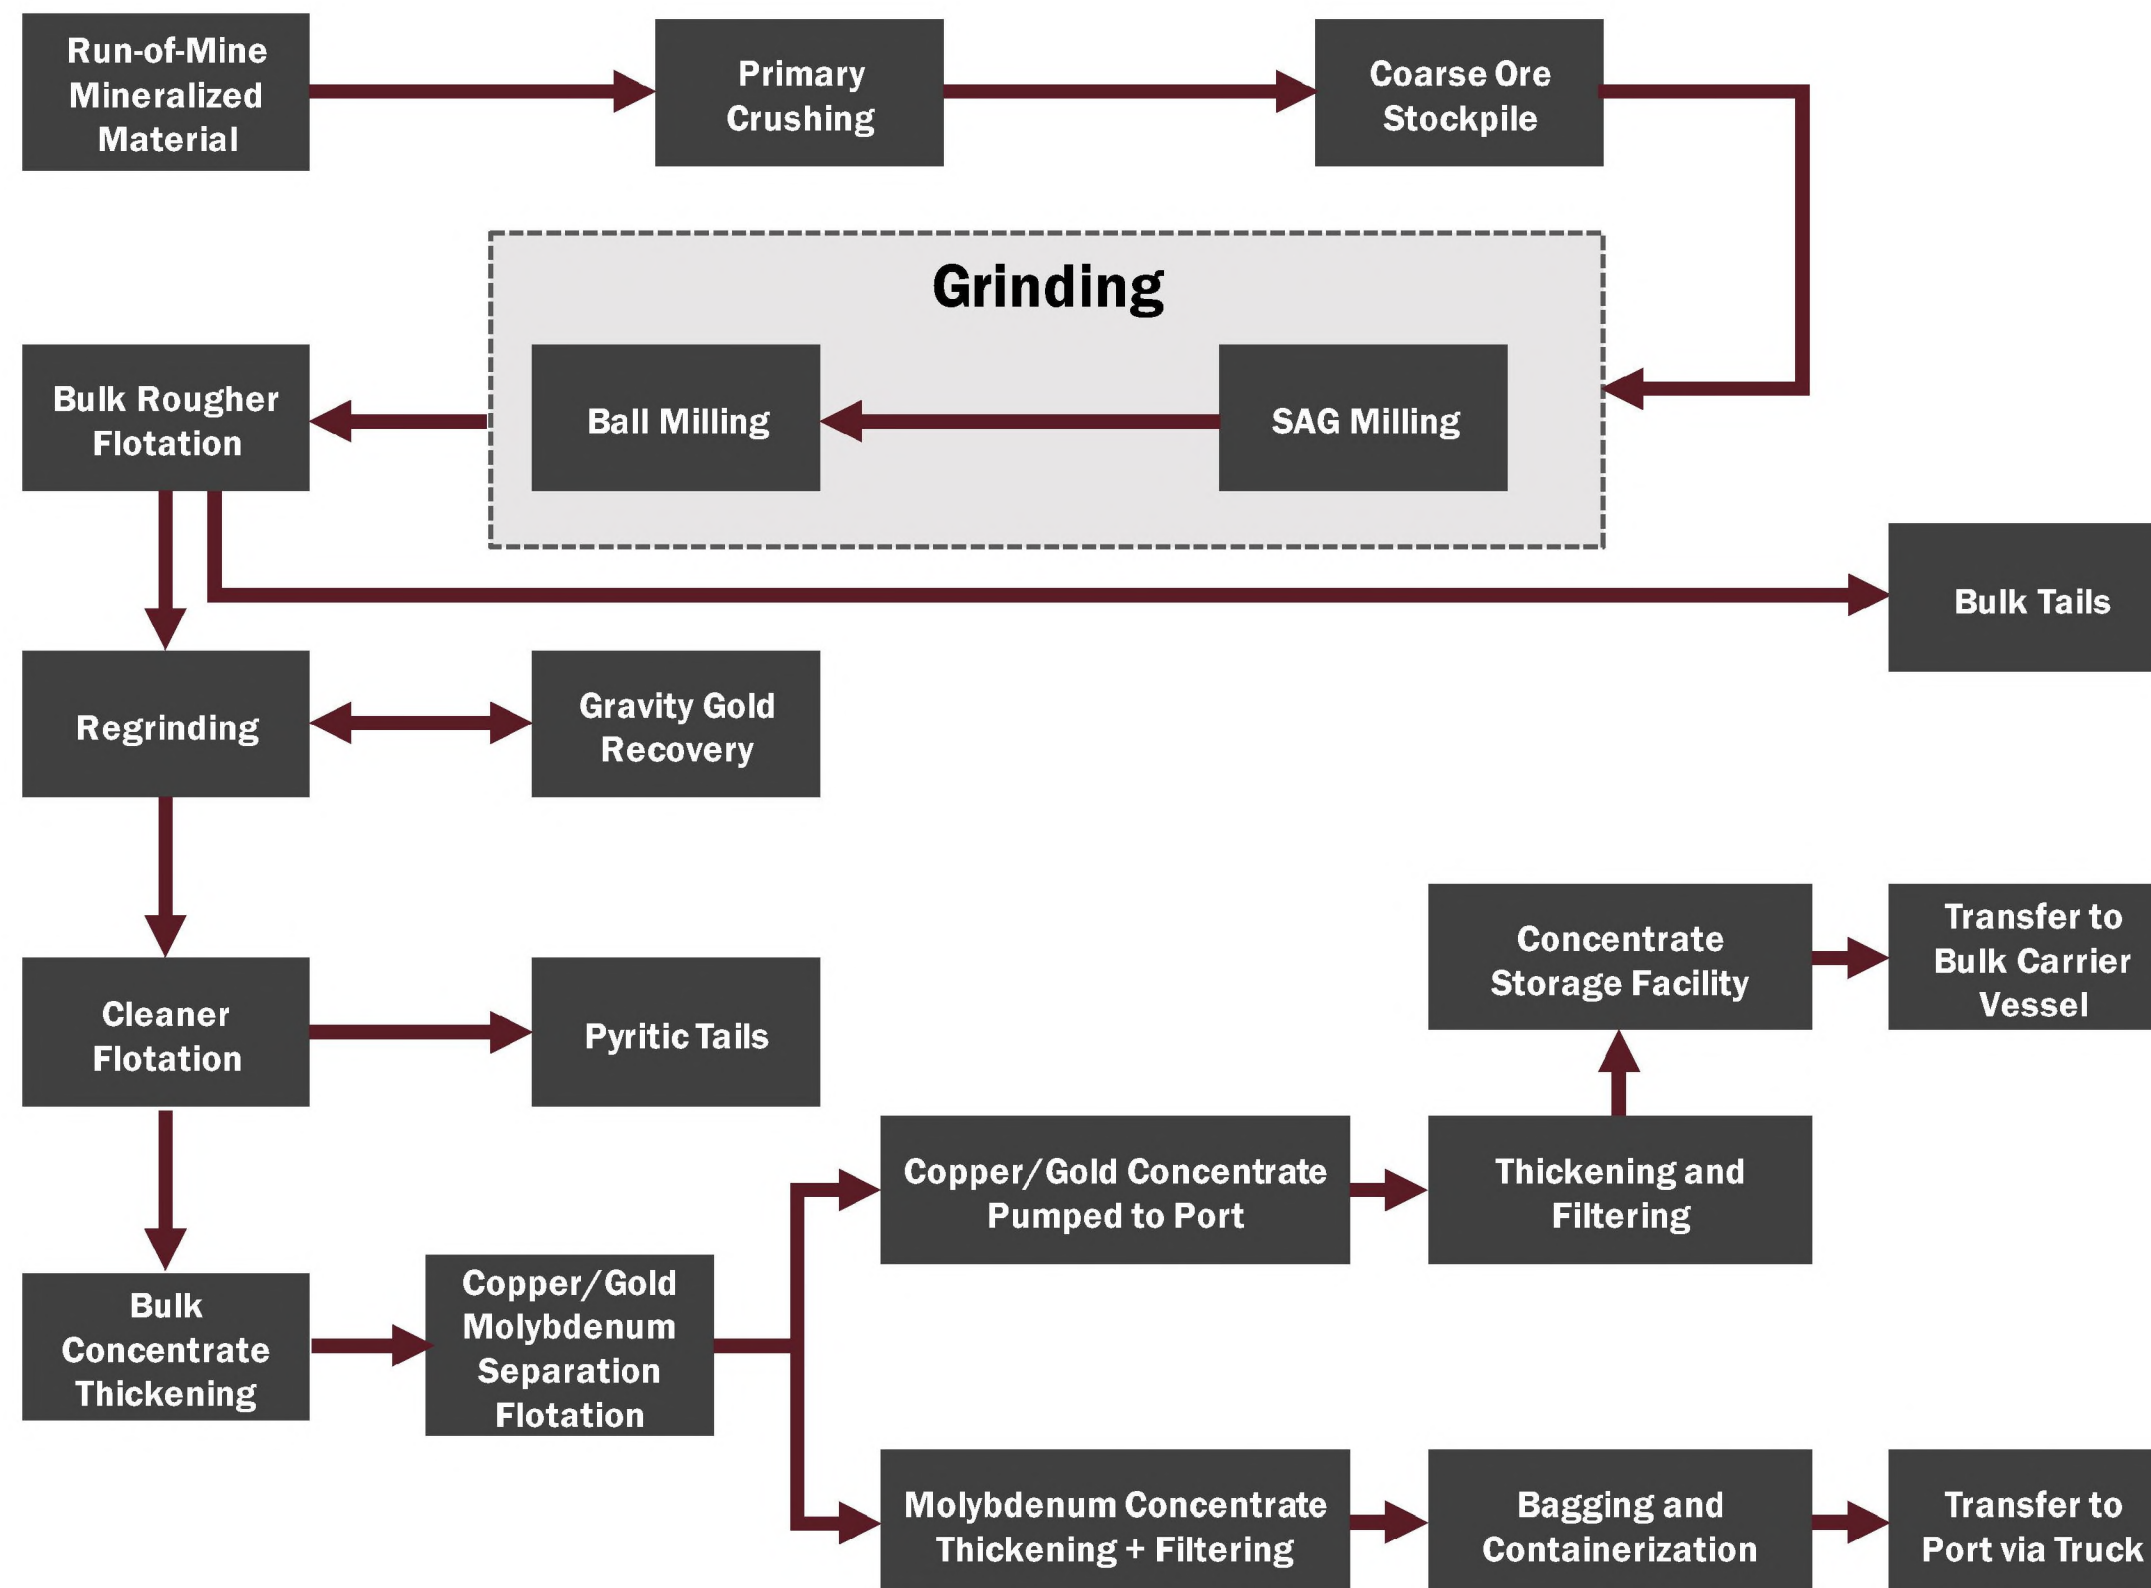 Run-of-Mine
Mineralized
Material
Primary
Crushing
Coarse Ore
Stockpile
Grinding
Bulk Rougher
Flotation
Ball Milling
SAG Milling
Bulk Tails
Regrinding
Gravity Gold
Recovery
Cleaner
Flotation
Pyritic Tails
Concentrate
Storage Facility
Transfer to
Bulk Carrier
Vessel
Copper/Gold Concentrate
Pumped to Port
Thickening and
Filtering
Bulk
Concentrate
Thickening
Copper/Gold
Molybdenum
Separation
Flotation
Molybdenum Concentrate
Thickening + Filtering
Bagging and
Containerization
Transfer to
Port via Truck